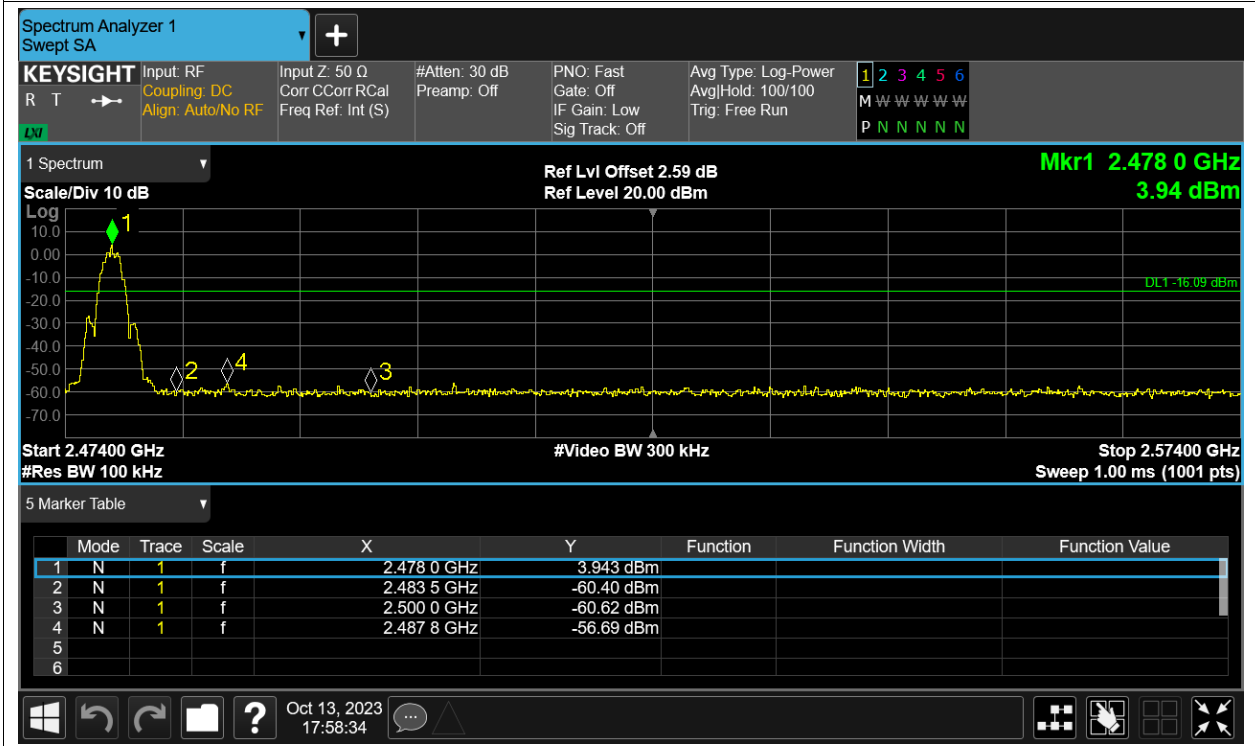 Spectrum Analyzer 1
Swept SA
KEYSIGHT
R T
LXI
Input: RF
Coupling: DC
Align: Auto/No RF
Input Z: 50 Ω
Corr CCorr RCal
Freq Ref: Int (S)
#Atten: 30 dB
Preamp: Off
PNO: Fast
Gate: Off
IF Gain: Low
Sig Track: Off
Avg Type: Log-Power
Avg|Hold: 100/100
Trig: Free Run
1 2 3 4 5 6
M W W W W W
P N N N N N
1 Spectrum
Scale/Div 10 dB
Ref Lvl Offset 2.59 dB
Ref Level 20.00 dBm
Mkr1 2.478 0 GHz
3.94 dBm
Log
10.0
0.00
-10.0
-20.0
-30.0
-40.0
-50.0
-60.0
-70.0
1
2
4
3
DL1 -16.09 dBm
Start 2.47400 GHz
#Res BW 100 kHz
#Video BW 300 kHz
Stop 2.57400 GHz
Sweep 1.00 ms (1001 pts)
5 Marker Table
Mode Trace Scale X Y Function Function Width Function Value
1 N 1 f 2.478 0 GHz 3.943 dBm
2 N 1 f 2.483 5 GHz -60.40 dBm
3 N 1 f 2.500 0 GHz -60.62 dBm
4 N 1 f 2.487 8 GHz -56.69 dBm
5
6
?
Oct 13, 2023
17:58:34